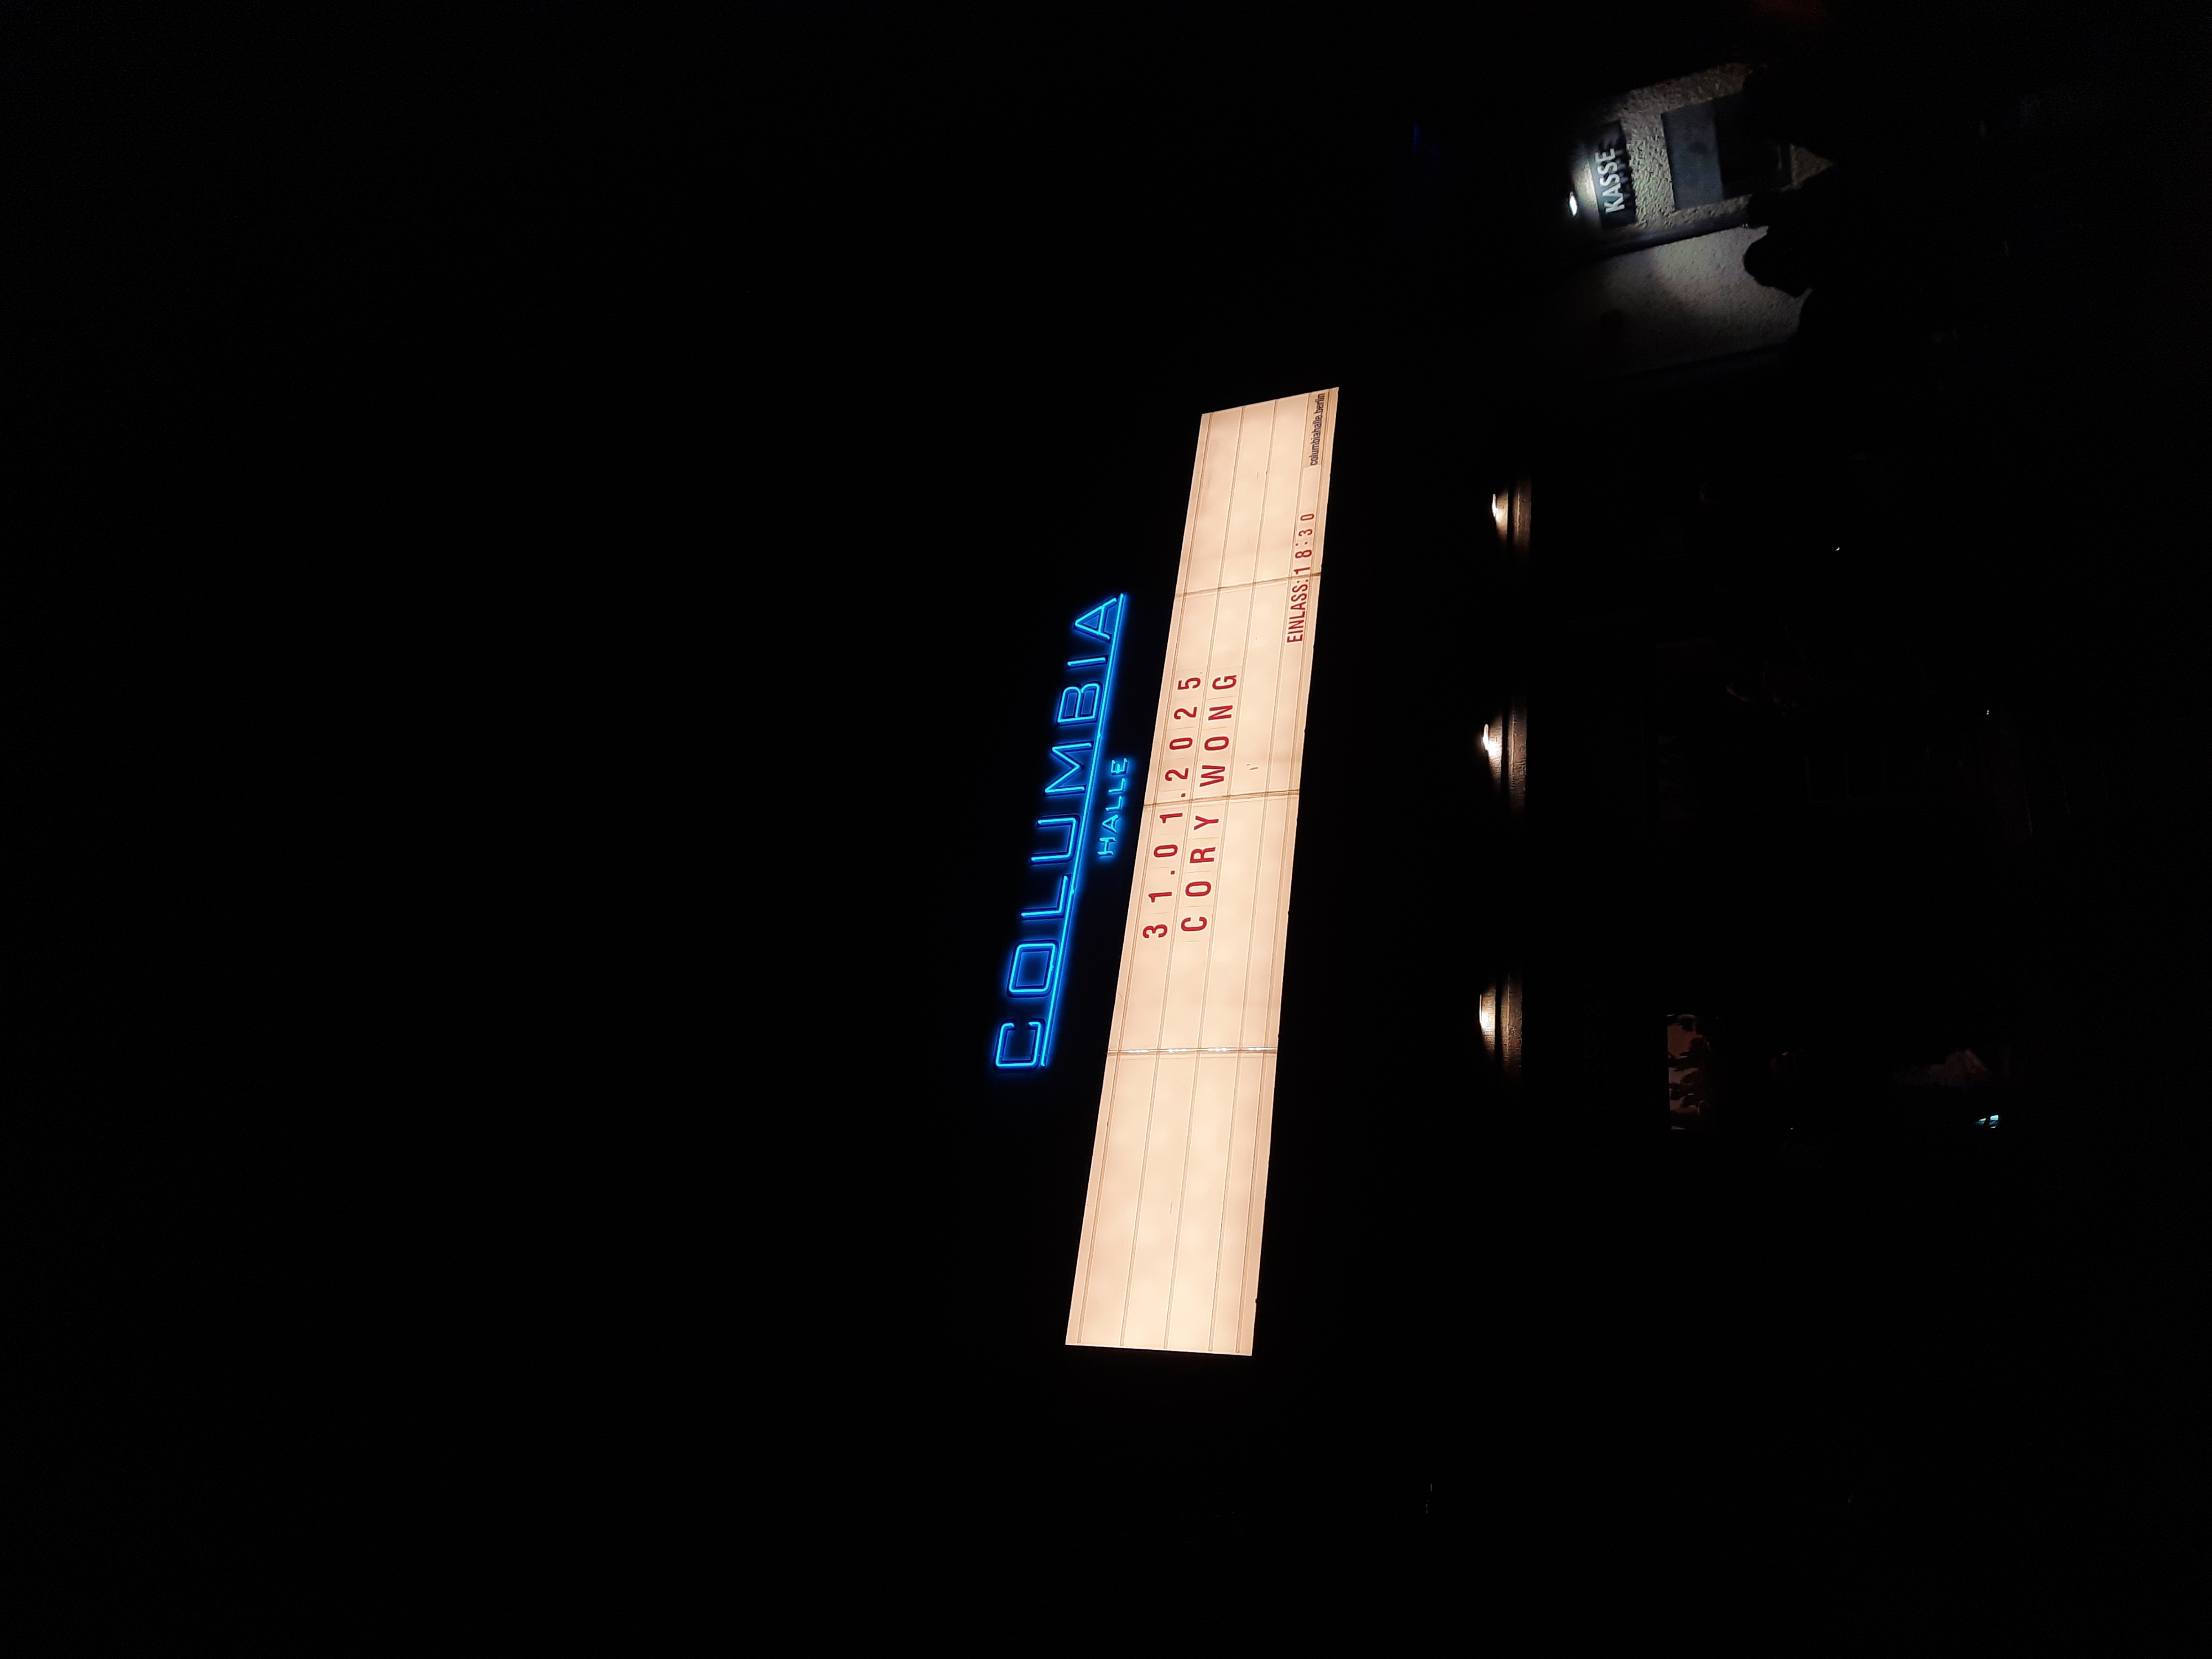 COLUMBIA
HALLE
31.01.2025
CORY WONG
EINLASS: 18:30
columbiahalle.berlin
KASSE